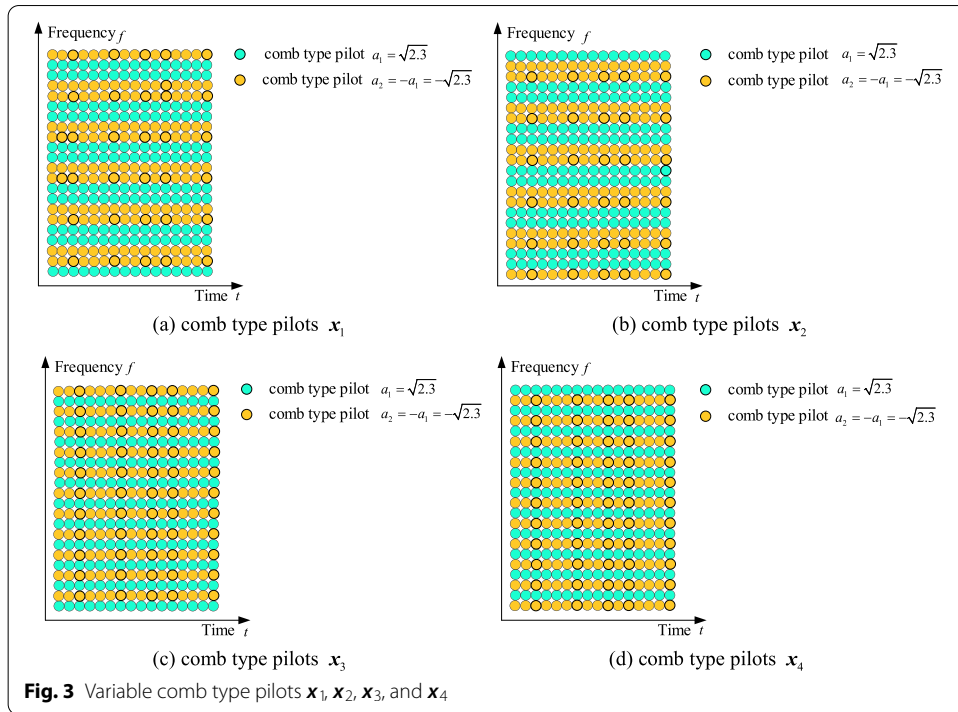 Frequency f
comb type pilot a₁ = √2.3
comb type pilot a₂ = −a₁ = −√2.3
Time t
(a) comb type pilots x₁
Frequency f
comb type pilot a₁ = √2.3
comb type pilot a₂ = −a₁ = −√2.3
Time t
(b) comb type pilots x₂
Frequency f
comb type pilot a₁ = √2.3
comb type pilot a₂ = −a₁ = −√2.3
Time t
(c) comb type pilots x₃
Frequency f
comb type pilot a₁ = √2.3
comb type pilot a₂ = −a₁ = −√2.3
Time t
(d) comb type pilots x₄
Fig. 3 Variable comb type pilots x₁, x₂, x₃, and x₄